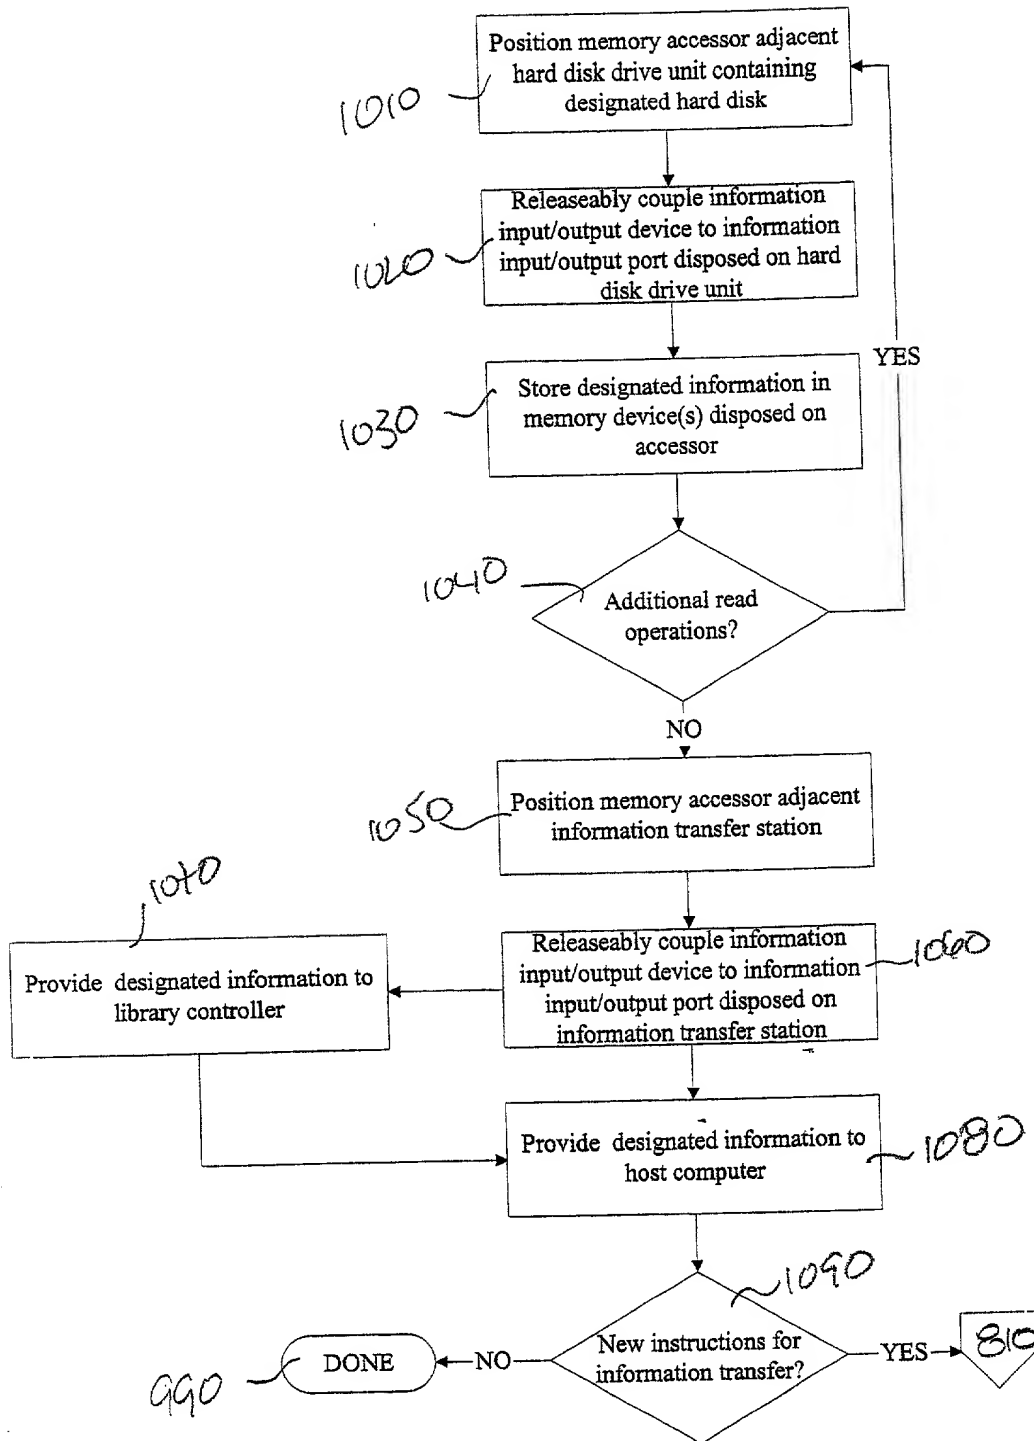 Position memory accessor adjacent
hard disk drive unit containing
designated hard disk
1010
Releaseably couple information
input/output device to information
input/output port disposed on hard
disk drive unit
1020
YES
Store designated information in
memory device(s) disposed on
accessor
1030
1040
Additional read
operations?
NO
Position memory accessor adjacent
information transfer station
1050
1070
Provide designated information to
library controller
Releaseably couple information
input/output device to information
input/output port disposed on
information transfer station
1060
Provide designated information to
host computer
1080
1090
New instructions for
information transfer?
NO
DONE
990
YES
810